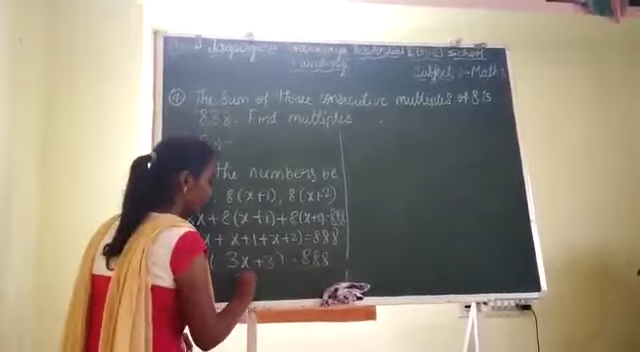 School
Subject :- Maths
The Sum of three consecutive multiples of 8 is
888. Find multiples
the numbers be
8(x+1), 8(x+2)
x + 8(x+1) + 8(x+2) = 888
x + x+1 + x+2) = 888
( 3x+3) = 888